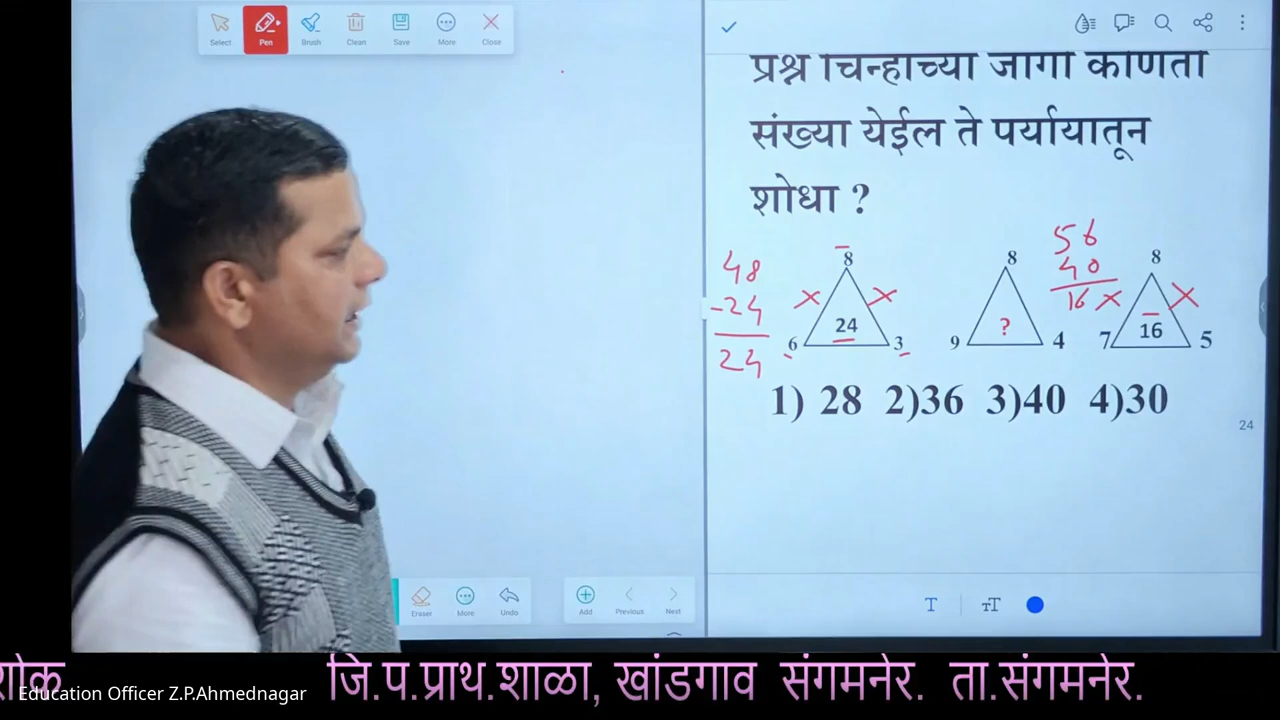 Select Pen Brush Clean Save More Close
प्रश्न चिन्हाच्या जागी कोणती
संख्या येईल ते पर्यायातून
शोधा ?
48
-24
24
8
24
6 3
8
?
9 4
56
40
16
8
16
7 5
1) 28 2)36 3)40 4)30
24
Eraser More Undo Add Previous Next
T TT
शोक जि.प.प्राथ.शाळा, खांडगाव संगमनेर. ता.संगमनेर.
Education Officer Z.P.Ahmednagar